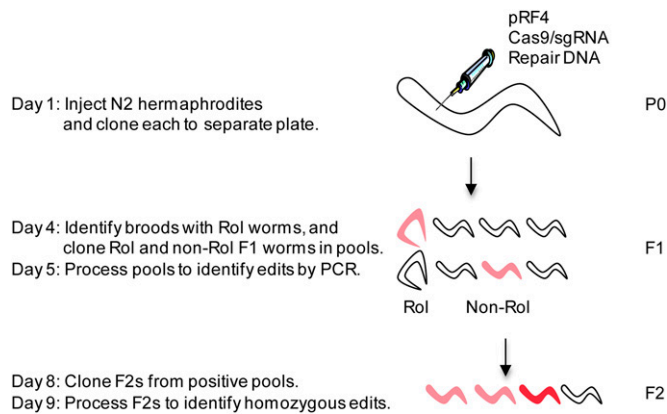 pRF4
Cas9/sgRNA
Repair DNA
Day 1: Inject N2 hermaphrodites
and clone each to separate plate.
P0
Day 4: Identify broods with Rol worms, and
clone Rol and non-Rol F1 worms in pools.
Day 5: Process pools to identify edits by PCR.
F1
Rol
Non-Rol
Day 8: Clone F2s from positive pools.
Day 9: Process F2s to identify homozygous edits.
F2